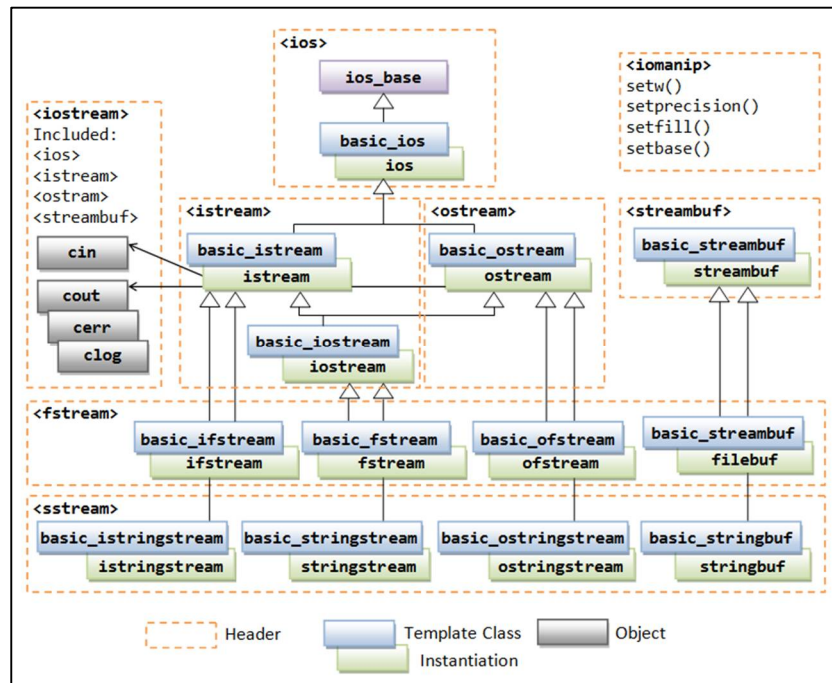 <ios>
ios_base
basic_ios
ios
<iomanip>
setw()
setprecision()
setfill()
setbase()
<iostream>
Included:
<ios>
<istream>
<ostram>
<streambuf>
cin
cout
cerr
clog
<istream>
basic_istream
istream
<ostream>
basic_ostream
ostream
<streambuf>
basic_streambuf
streambuf
basic_iostream
iostream
<fstream>
basic_ifstream
ifstream
basic_fstream
fstream
basic_ofstream
ofstream
basic_streambuf
filebuf
<sstream>
basic_istringstream
istringstream
basic_stringstream
stringstream
basic_ostringstream
ostringstream
basic_stringbuf
stringbuf
Header
Template Class
Instantiation
Object